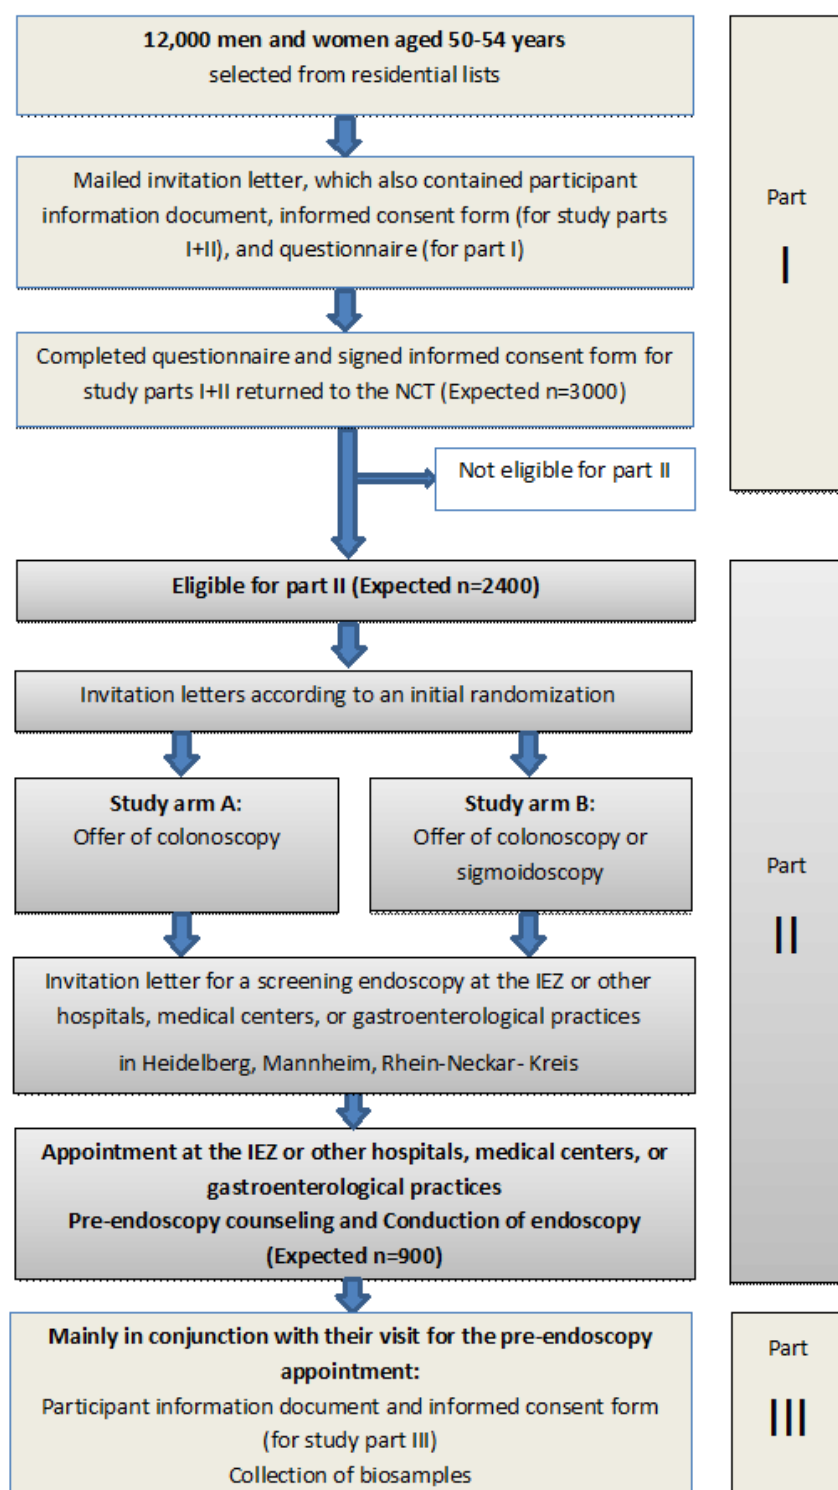 12,000 men and women aged 50-54 years
selected from residential lists
Mailed invitation letter, which also contained participant
information document, informed consent form (for study parts
I+II), and questionnaire (for part I)
Completed questionnaire and signed informed consent form for
study parts I+II returned to the NCT (Expected n=3000)
Not eligible for part II
Part
I
Eligible for part II (Expected n=2400)
Invitation letters according to an initial randomization
Study arm A:
Offer of colonoscopy
Study arm B:
Offer of colonoscopy or
sigmoidoscopy
Invitation letter for a screening endoscopy at the IEZ or other
hospitals, medical centers, or gastroenterological practices
in Heidelberg, Mannheim, Rhein-Neckar- Kreis
Appointment at the IEZ or other hospitals, medical centers, or
gastroenterological practices
Pre-endoscopy counseling and Conduction of endoscopy
(Expected n=900)
Part
II
Mainly in conjunction with their visit for the pre-endoscopy
appointment:
Participant information document and informed consent form
(for study part III)
Collection of biosamples
Part
III